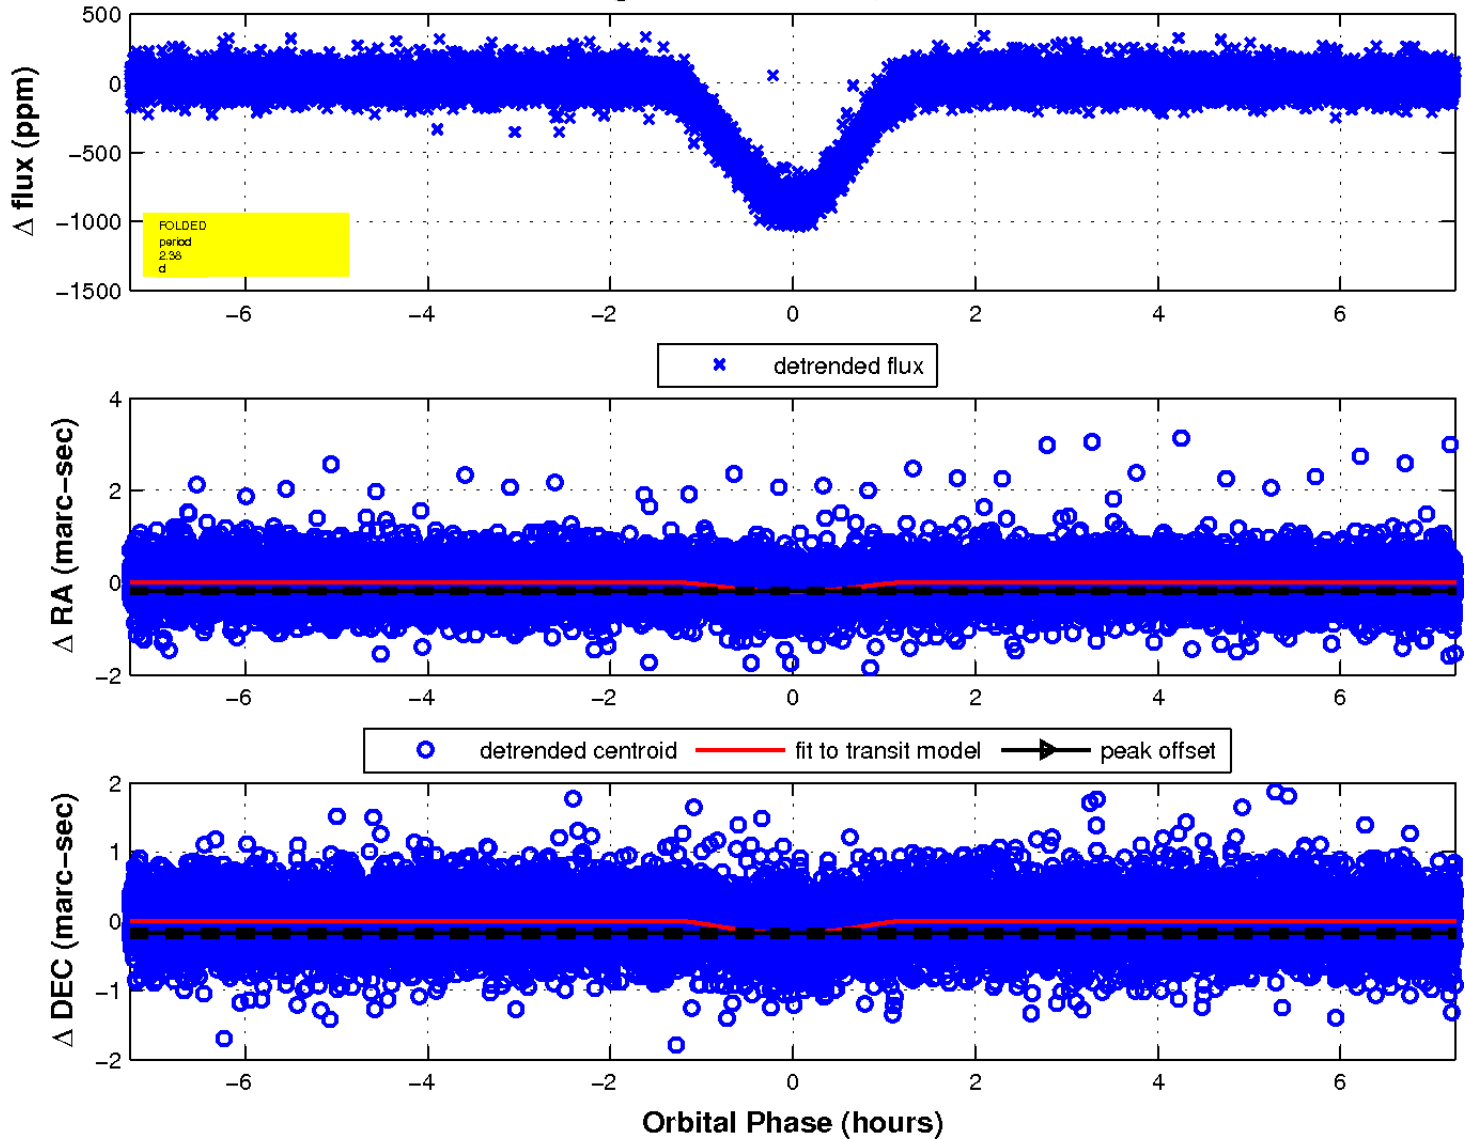 500
0
−500
−1000
−1500
Δ flux (ppm)
FOLDED
period
2.38
d
−6 −4 −2 0 2 4 6
detrended flux
4
2
0
−2
Δ RA (marc−sec)
−6 −4 −2 0 2 4 6
detrended centroid fit to transit model peak offset
2
1
0
−1
−2
Δ DEC (marc−sec)
−6 −4 −2 0 2 4 6
Orbital Phase (hours)